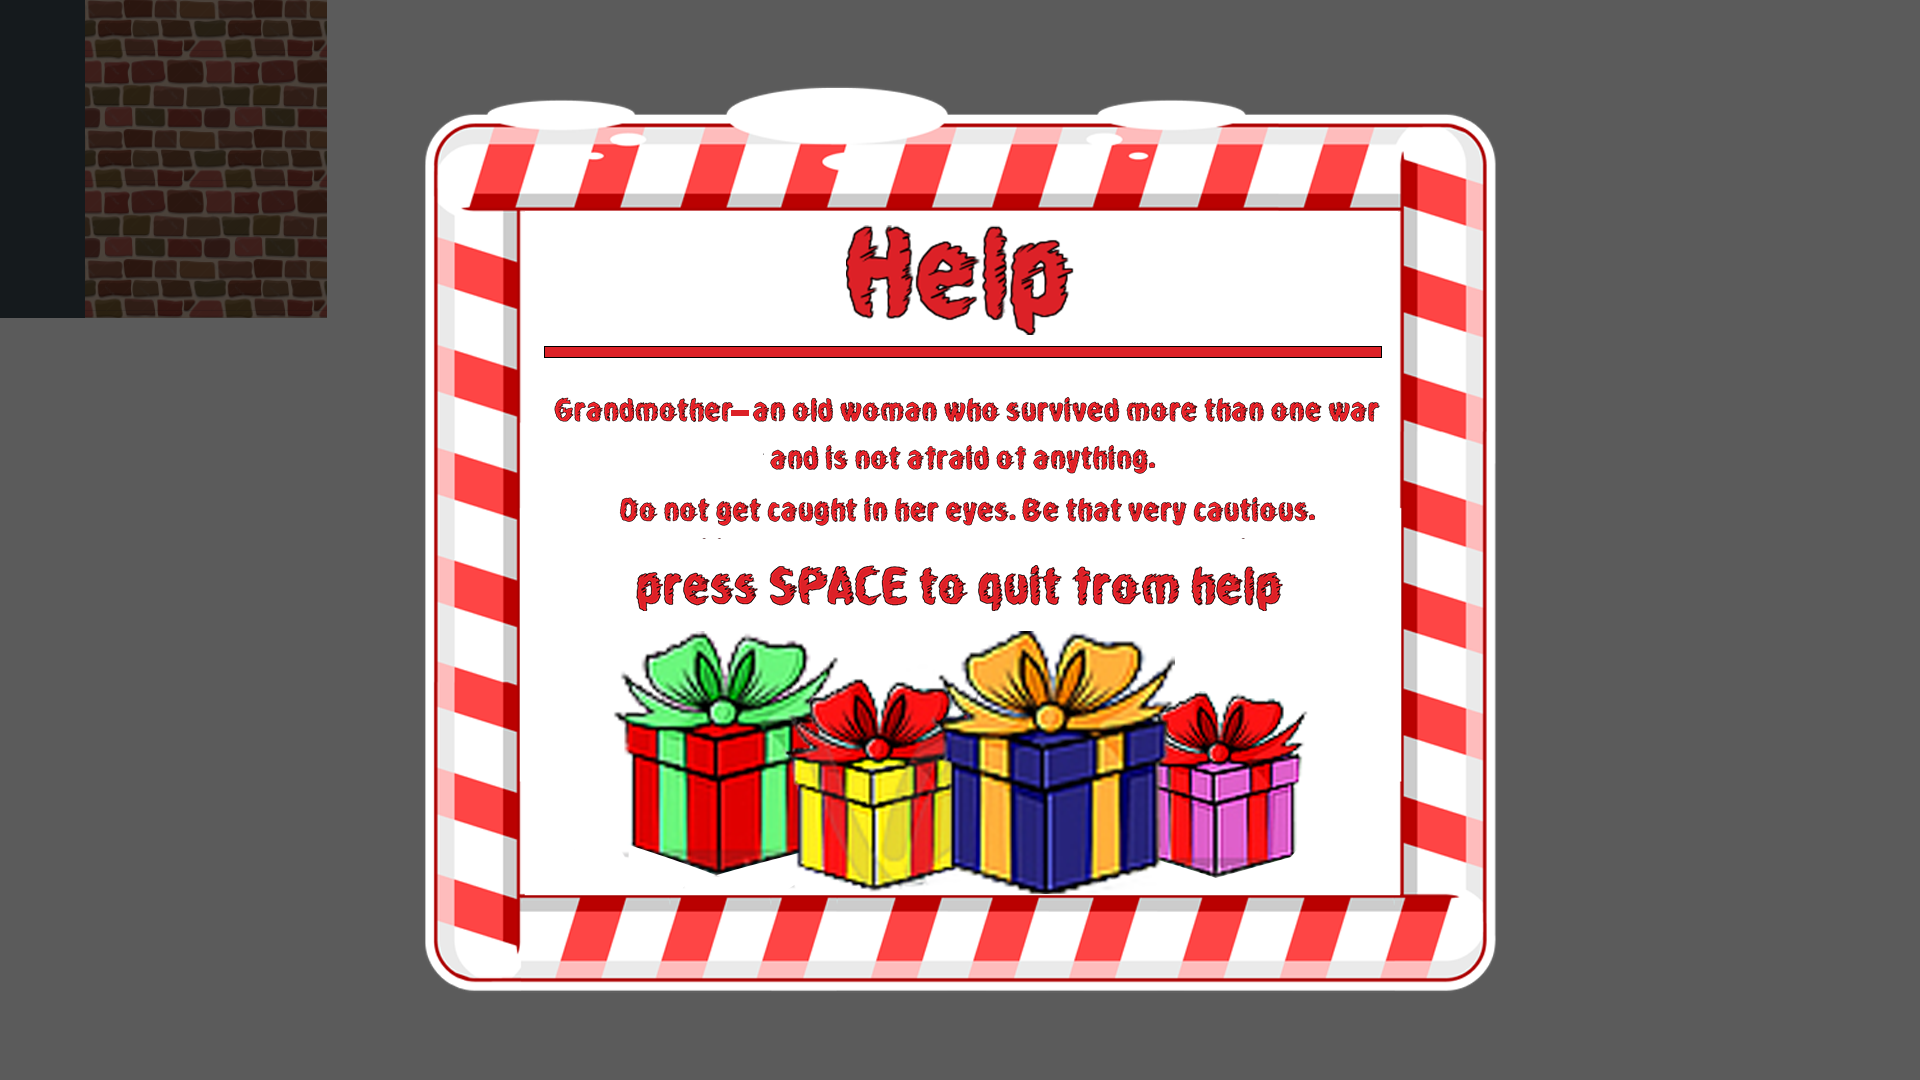 Help
Grandmother—an old woman who survived more than one war
and is not afraid of anything.
Do not get caught in her eyes. Be that very cautious.
press SPACE to quit from help